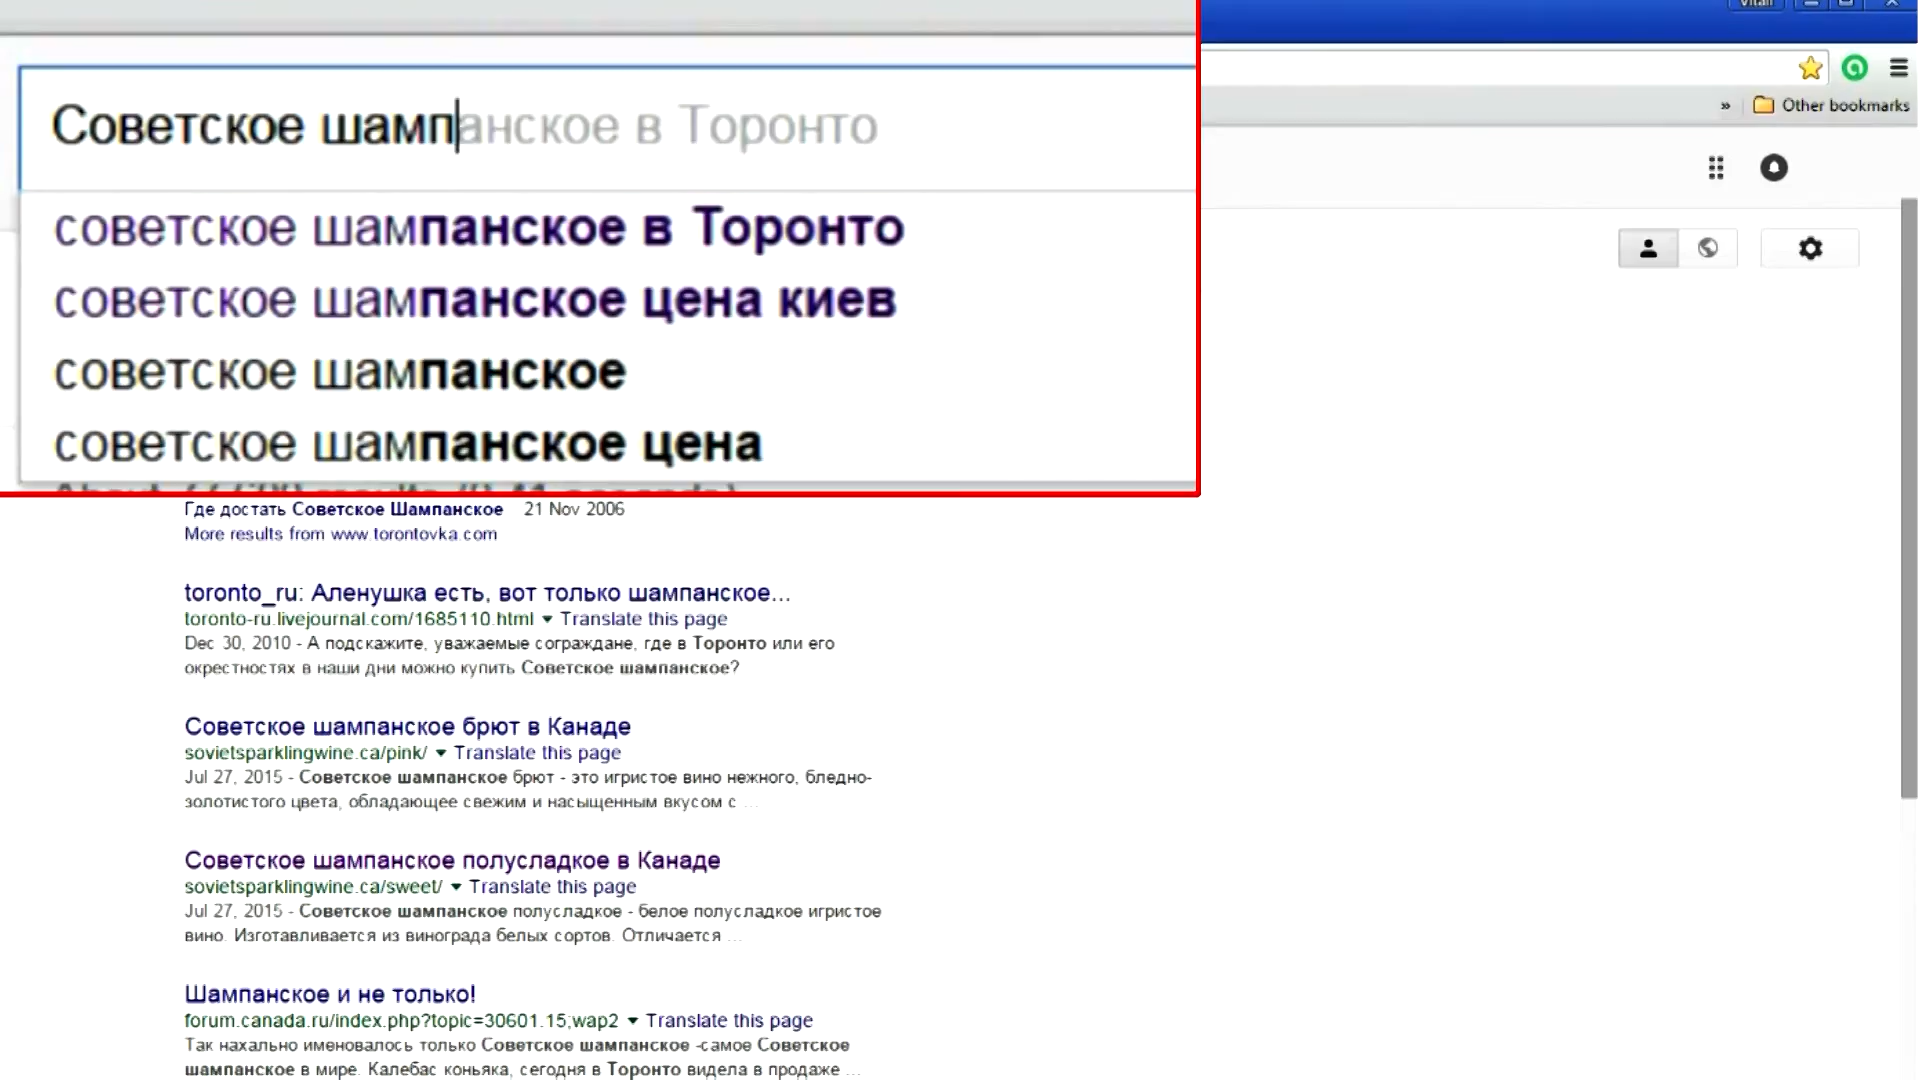 Vitali
Other bookmarks
Советское шампанское в Торонто
советское шампанское в Торонто
советское шампанское цена киев
советское шампанское
советское шампанское цена
Где достать Советское Шампанское 21 Nov 2006
More results from www.torontovka.com
toronto_ru: Аленушка есть, вот только шампанское...
toronto-ru.livejournal.com/1685110.html ▾ Translate this page
Dec 30, 2010 - А подскажите, уважаемые сограждане, где в Торонто или его
окрестностях в наши дни можно купить Советское шампанское?
Советское шампанское брют в Канаде
sovietsparklingwine.ca/pink/ ▾ Translate this page
Jul 27, 2015 - Советское шампанское брют - это игристое вино нежного, бледно-
золотистого цвета, обладающее свежим и насыщенным вкусом с ...
Советское шампанское полусладкое в Канаде
sovietsparklingwine.ca/sweet/ ▾ Translate this page
Jul 27, 2015 - Советское шампанское полусладкое - белое полусладкое игристое
вино. Изготавливается из винограда белых сортов. Отличается ...
Шампанское и не только!
forum.canada.ru/index.php?topic=30601.15;wap2 ▾ Translate this page
Так нахально именовалось только Советское шампанское -самое Советское
шампанское в мире. Калебас коньяка, сегодня в Торонто видела в продаже ...